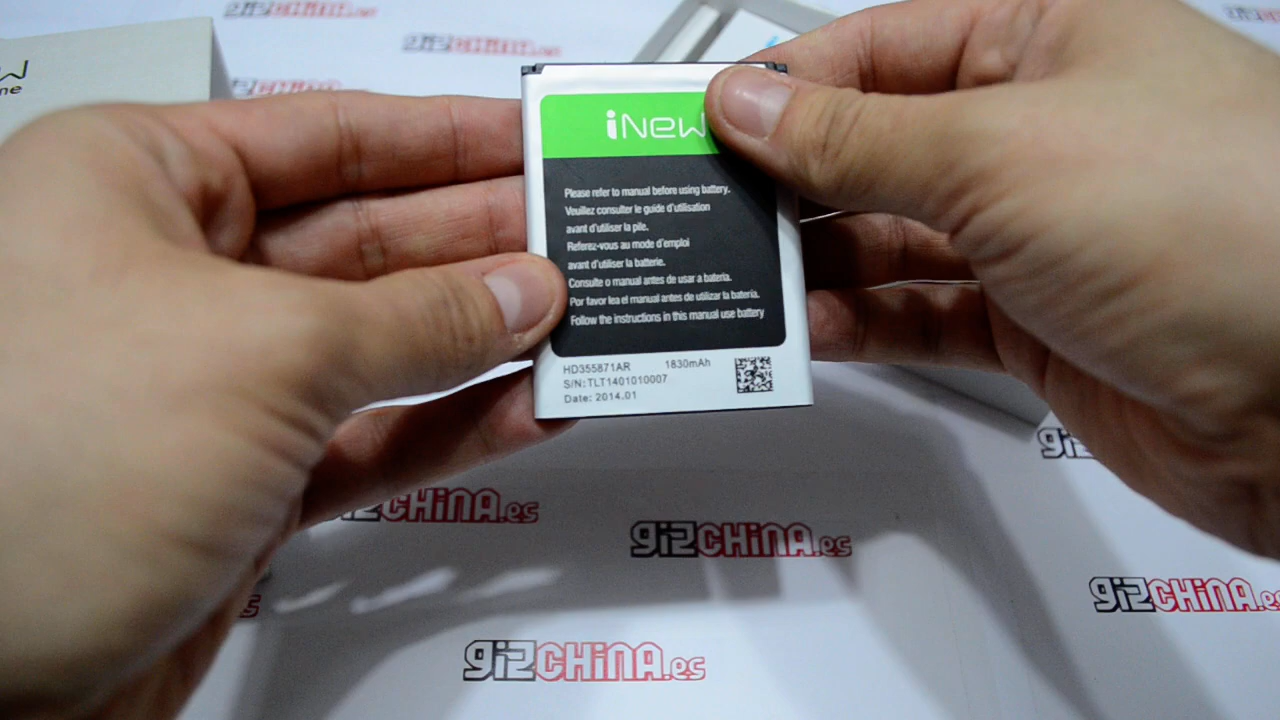 gizCHINA.es
gizCHINA.es
gizCHINA.es
iNew
Please refer to manual before using battery.
Veuillez consulter le guide d'utilisation
avant d'utiliser la pile.
Referez-vous au mode d'emploi
avant d'utiliser la batterie.
Consulte o manual antes de usar a bateria.
Por favor lea el manual antes de utilizar la batería.
Follow the instructions in this manual use battery
HD355871AR 1830mAh
S/N:TLT1401010007
Date: 2014.01
gizCHINA.es
gizCHINA.es
gizCHINA.es
gizCHINA.es